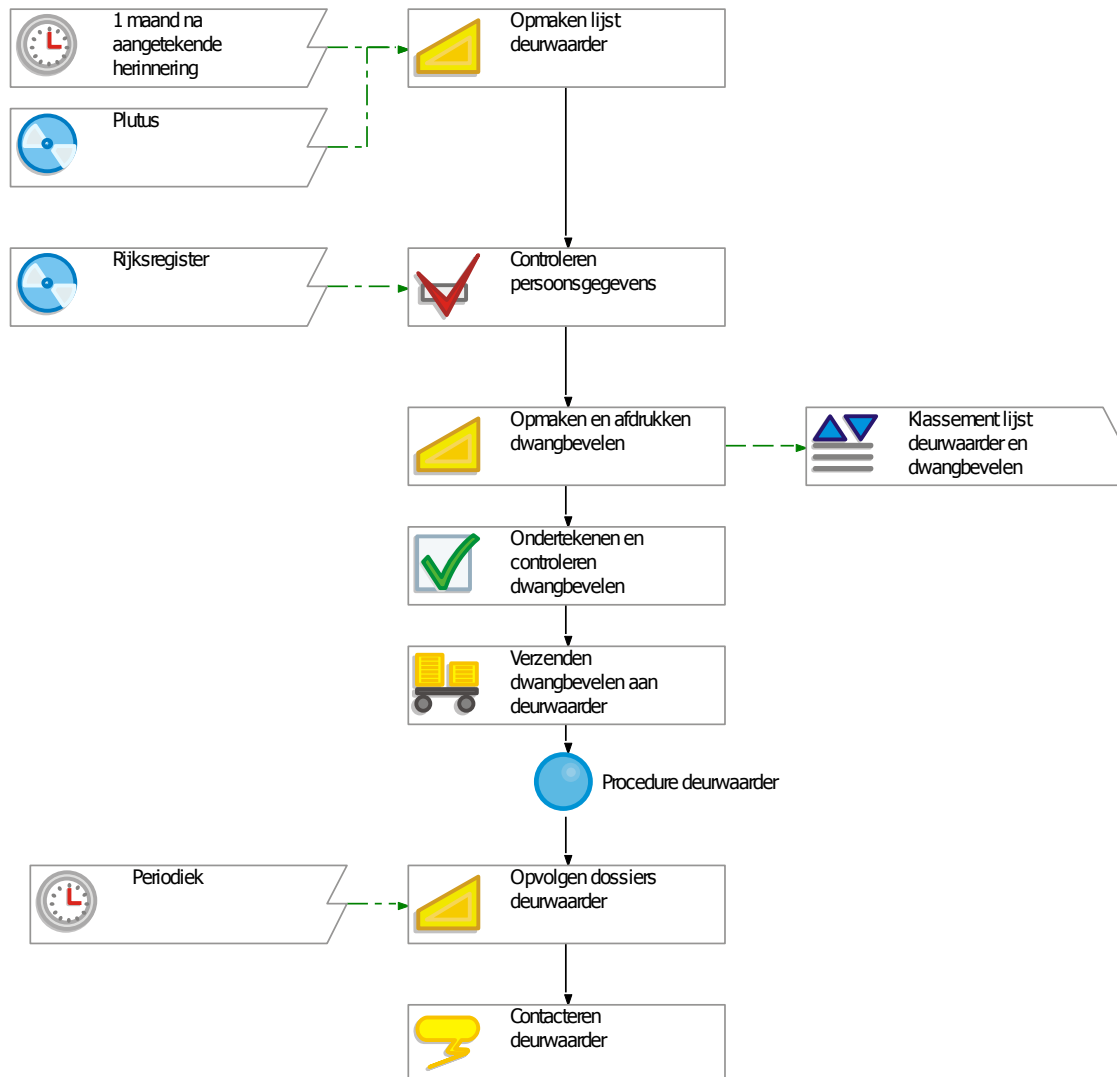 1 maand na
aangetekende
herinnering
Opmaken lijst
deurwaarder
Plutus
Rijksregister
Controleren
persoonsgegevens
Opmaken en afdrukken
dwangbevelen
Klassement lijst
deurwaarder en
dwangbevelen
Ondertekenen en
controleren
dwangbevelen
Verzenden
dwangbevelen aan
deurwaarder
Procedure deurwaarder
Periodiek
Opvolgen dossiers
deurwaarder
Contacteren
deurwaarder